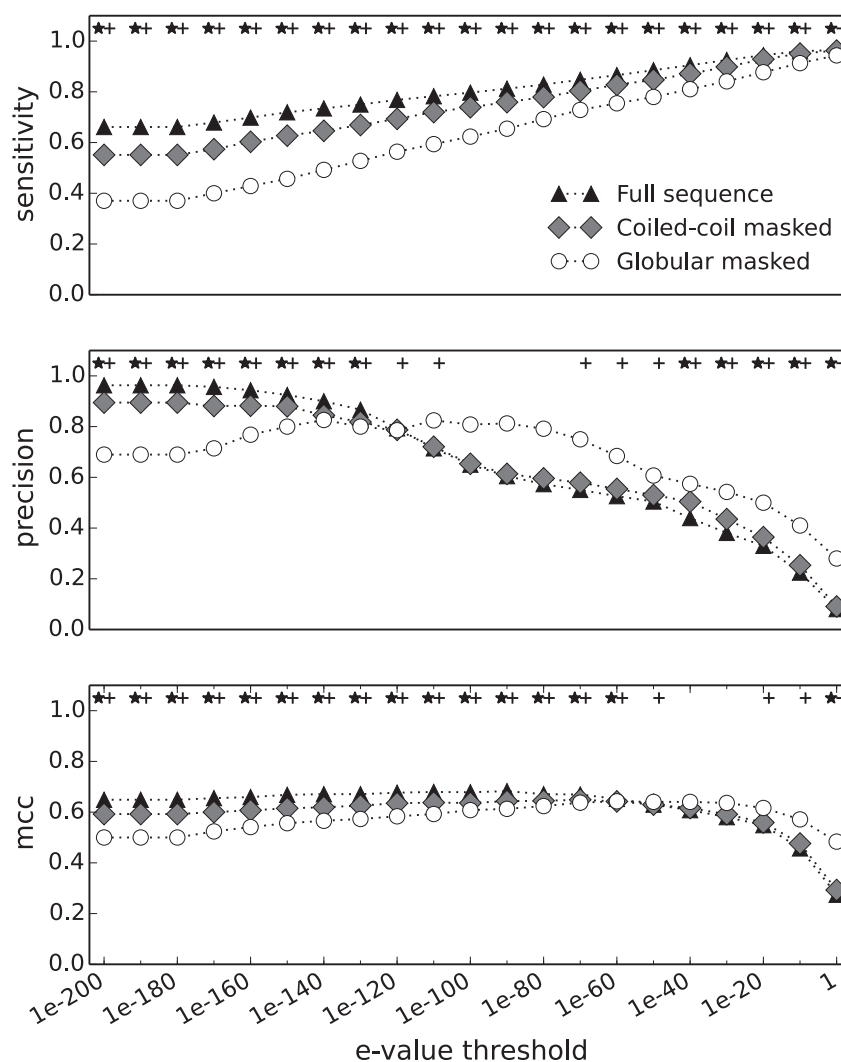 1.0
0.8
0.6
0.4
0.2
0.0
sensitivity
Full sequence
Coiled-coil masked
Globular masked
1.0
0.8
0.6
0.4
0.2
0.0
precision
1.0
0.8
0.6
0.4
0.2
0.0
mcc
1e-200
1e-180
1e-160
1e-140
1e-120
1e-100
1e-80
1e-60
1e-40
1e-20
1
e-value threshold